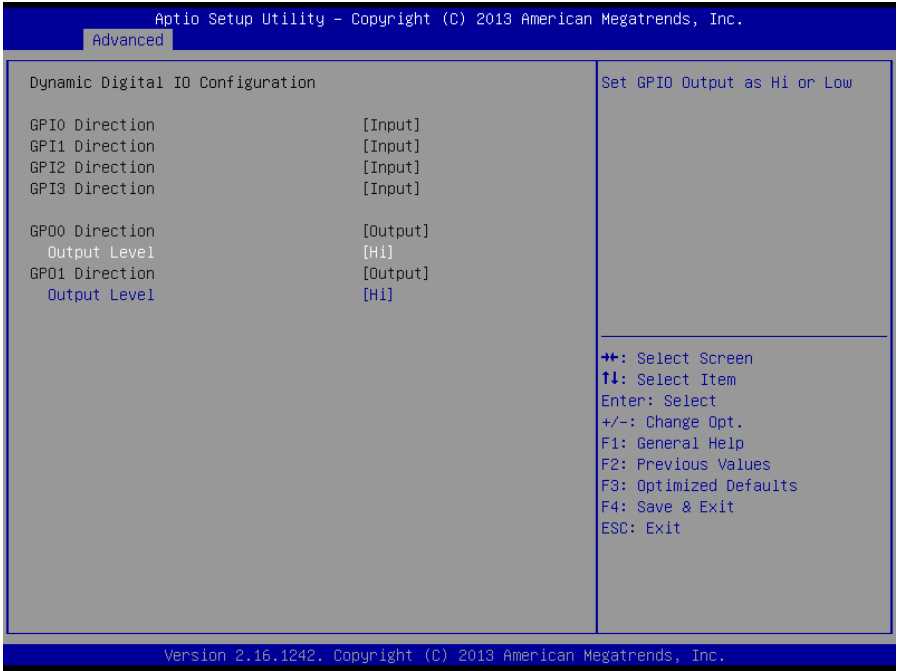 Aptio Setup Utility – Copyright (C) 2013 American Megatrends, Inc.
Advanced
Dynamic Digital IO Configuration
GPI0 Direction [Input]
GPI1 Direction [Input]
GPI2 Direction [Input]
GPI3 Direction [Input]
GPO0 Direction [Output]
Output Level [Hi]
GPO1 Direction [Output]
Output Level [Hi]
Set GPIO Output as Hi or Low
→←: Select Screen
↑↓: Select Item
Enter: Select
+/-: Change Opt.
F1: General Help
F2: Previous Values
F3: Optimized Defaults
F4: Save & Exit
ESC: Exit
Version 2.16.1242. Copyright (C) 2013 American Megatrends, Inc.